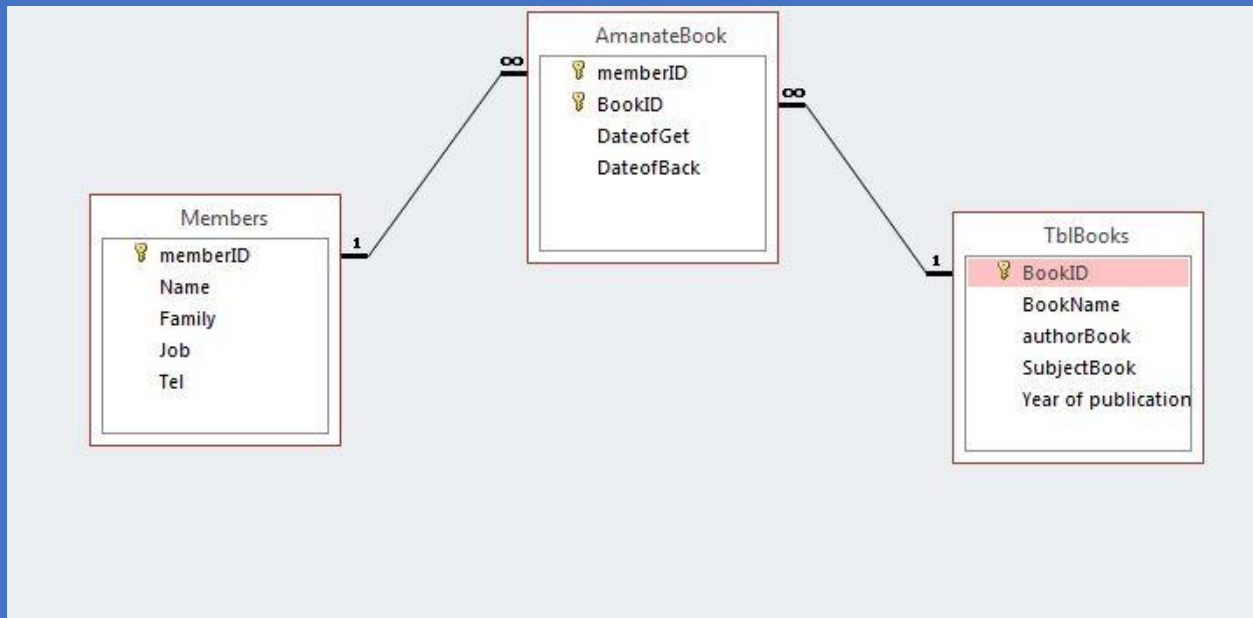 AmanateBook
memberID
BookID
DateofGet
DateofBack
∞
∞
Members
memberID
Name
Family
Job
Tel
1
1
TblBooks
BookID
BookName
authorBook
SubjectBook
Year of publication